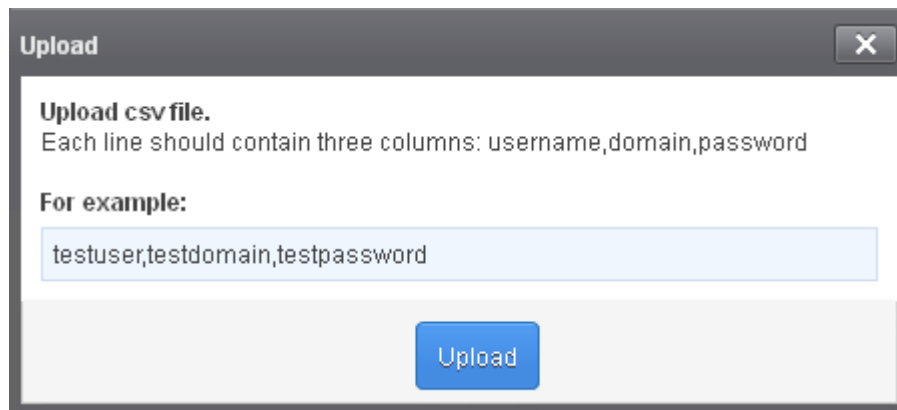 Upload
Upload csv file.
Each line should contain three columns: username,domain,password
For example:
testuser,testdomain,testpassword
Upload